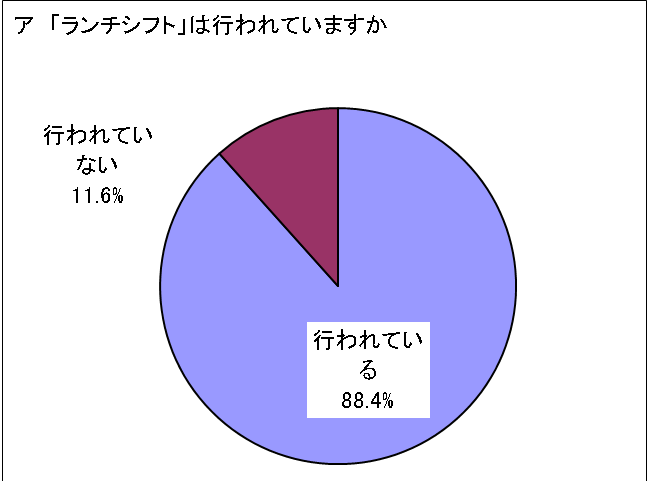 ア 「ランチシフト」は行われていますか
行われてい
ない
11.6%
行われてい
る
88.4%